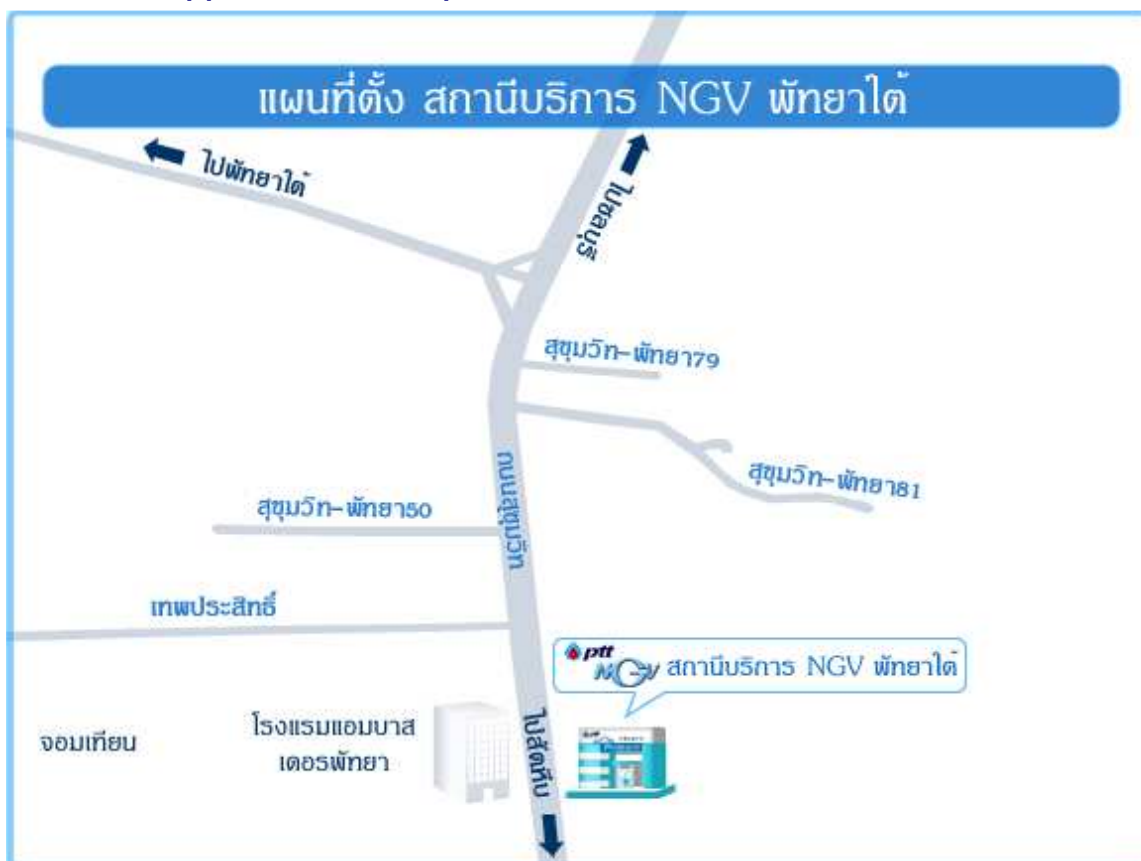 แผนที่ตั้ง สถานีบริการ NGV พัทยาใต้
ไปพัทยาใต้
ไปชลบุรี
สุขุมวิท-พัทยา79
สุขุมวิท-พัทยา81
ถนนสุขุมวิท
สุขุมวิท-พัทยา50
เทพประสิทธิ์
ptt
NGV สถานีบริการ NGV พัทยาใต้
จอมเทียน
โรงแรมแอมบาส
เดอร์พัทยา
ไปสัตหีบ